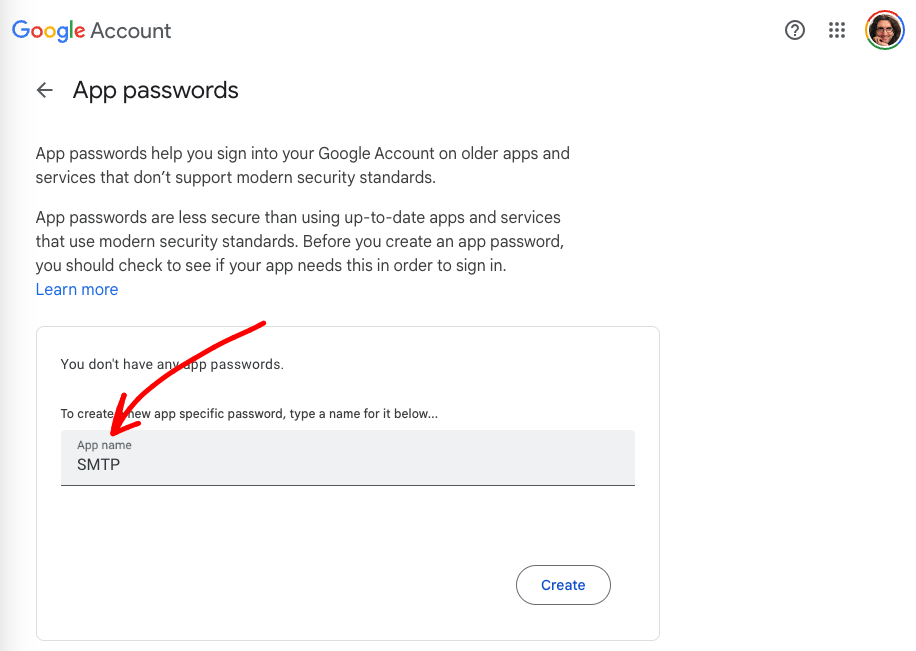 Google Account
App passwords
App passwords help you sign into your Google Account on older apps and
services that don’t support modern security standards.
App passwords are less secure than using up-to-date apps and services
that use modern security standards. Before you create an app password,
you should check to see if your app needs this in order to sign in.
Learn more
You don't have any app passwords.
To create a new app specific password, type a name for it below...
App name
SMTP
Create